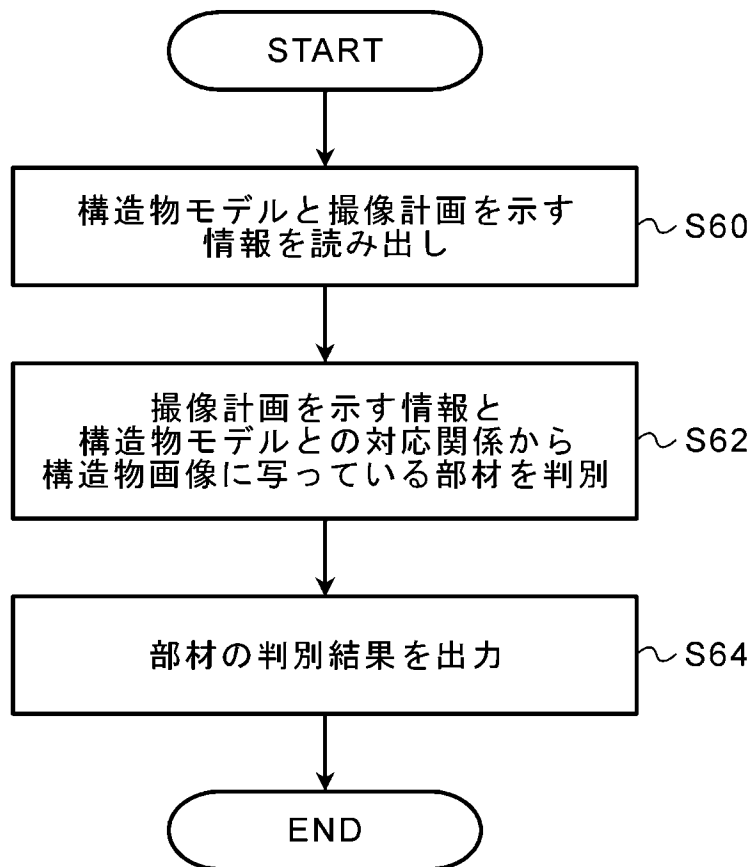 START
構造物モデルと撮像計画を示す
情報を読み出し
S60
撮像計画を示す情報と
構造物モデルとの対応関係から
構造物画像に写っている部材を判別
S62
部材の判別結果を出力
S64
END